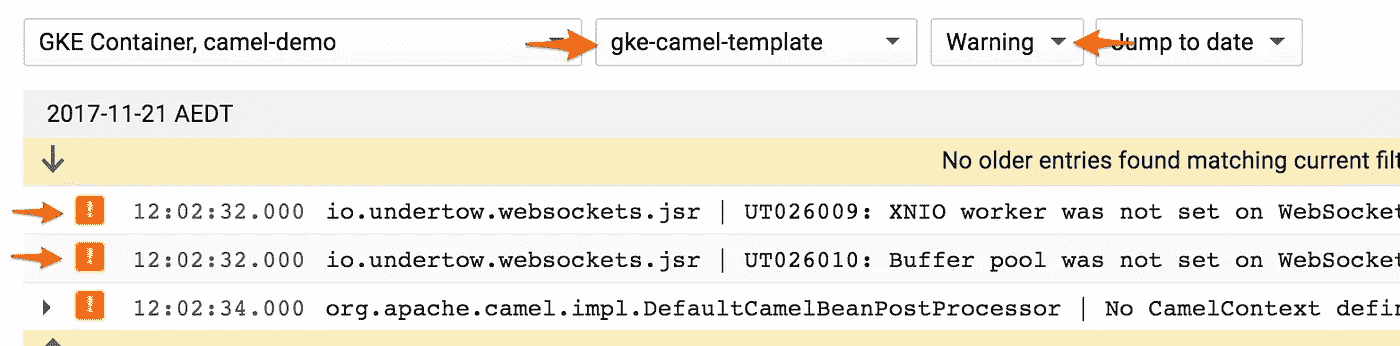 GKE Container, camel-demo gke-camel-template Warning Jump to date
2017-11-21 AEDT
No older entries found matching current filt
12:02:32.000 io.undertow.websockets.jsr | UT026009: XNIO worker was not set on WebSocket
12:02:32.000 io.undertow.websockets.jsr | UT026010: Buffer pool was not set on WebSocket
12:02:34.000 org.apache.camel.impl.DefaultCamelBeanPostProcessor | No CamelContext defin